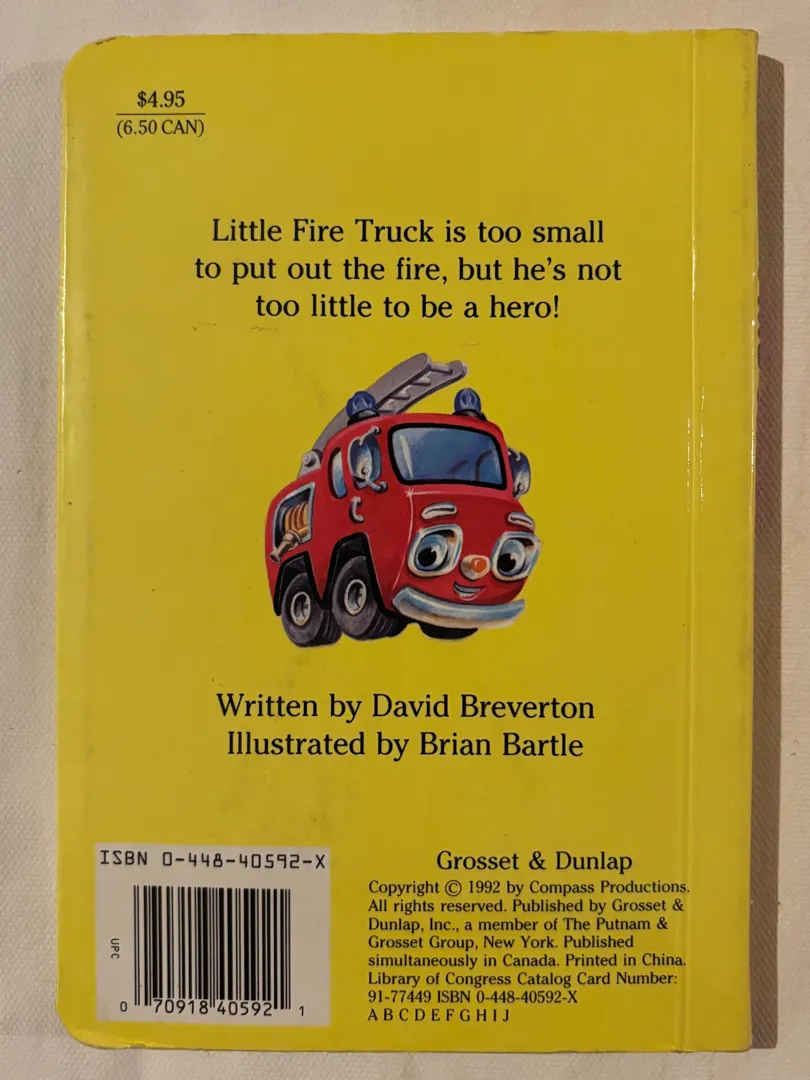 $4.95
(6.50 CAN)
Little Fire Truck is too small
to put out the fire, but he's not
too little to be a hero!
Written by David Breverton
Illustrated by Brian Bartle
ISBN 0-448-40592-X
UPC
0 70918 40592 1
Grosset & Dunlap
Copyright © 1992 by Compass Productions.
All rights reserved. Published by Grosset &
Dunlap, Inc., a member of The Putnam &
Grosset Group, New York. Published
simultaneously in Canada. Printed in China.
Library of Congress Catalog Card Number:
91-77449 ISBN 0-448-40592-X
A B C D E F G H I J